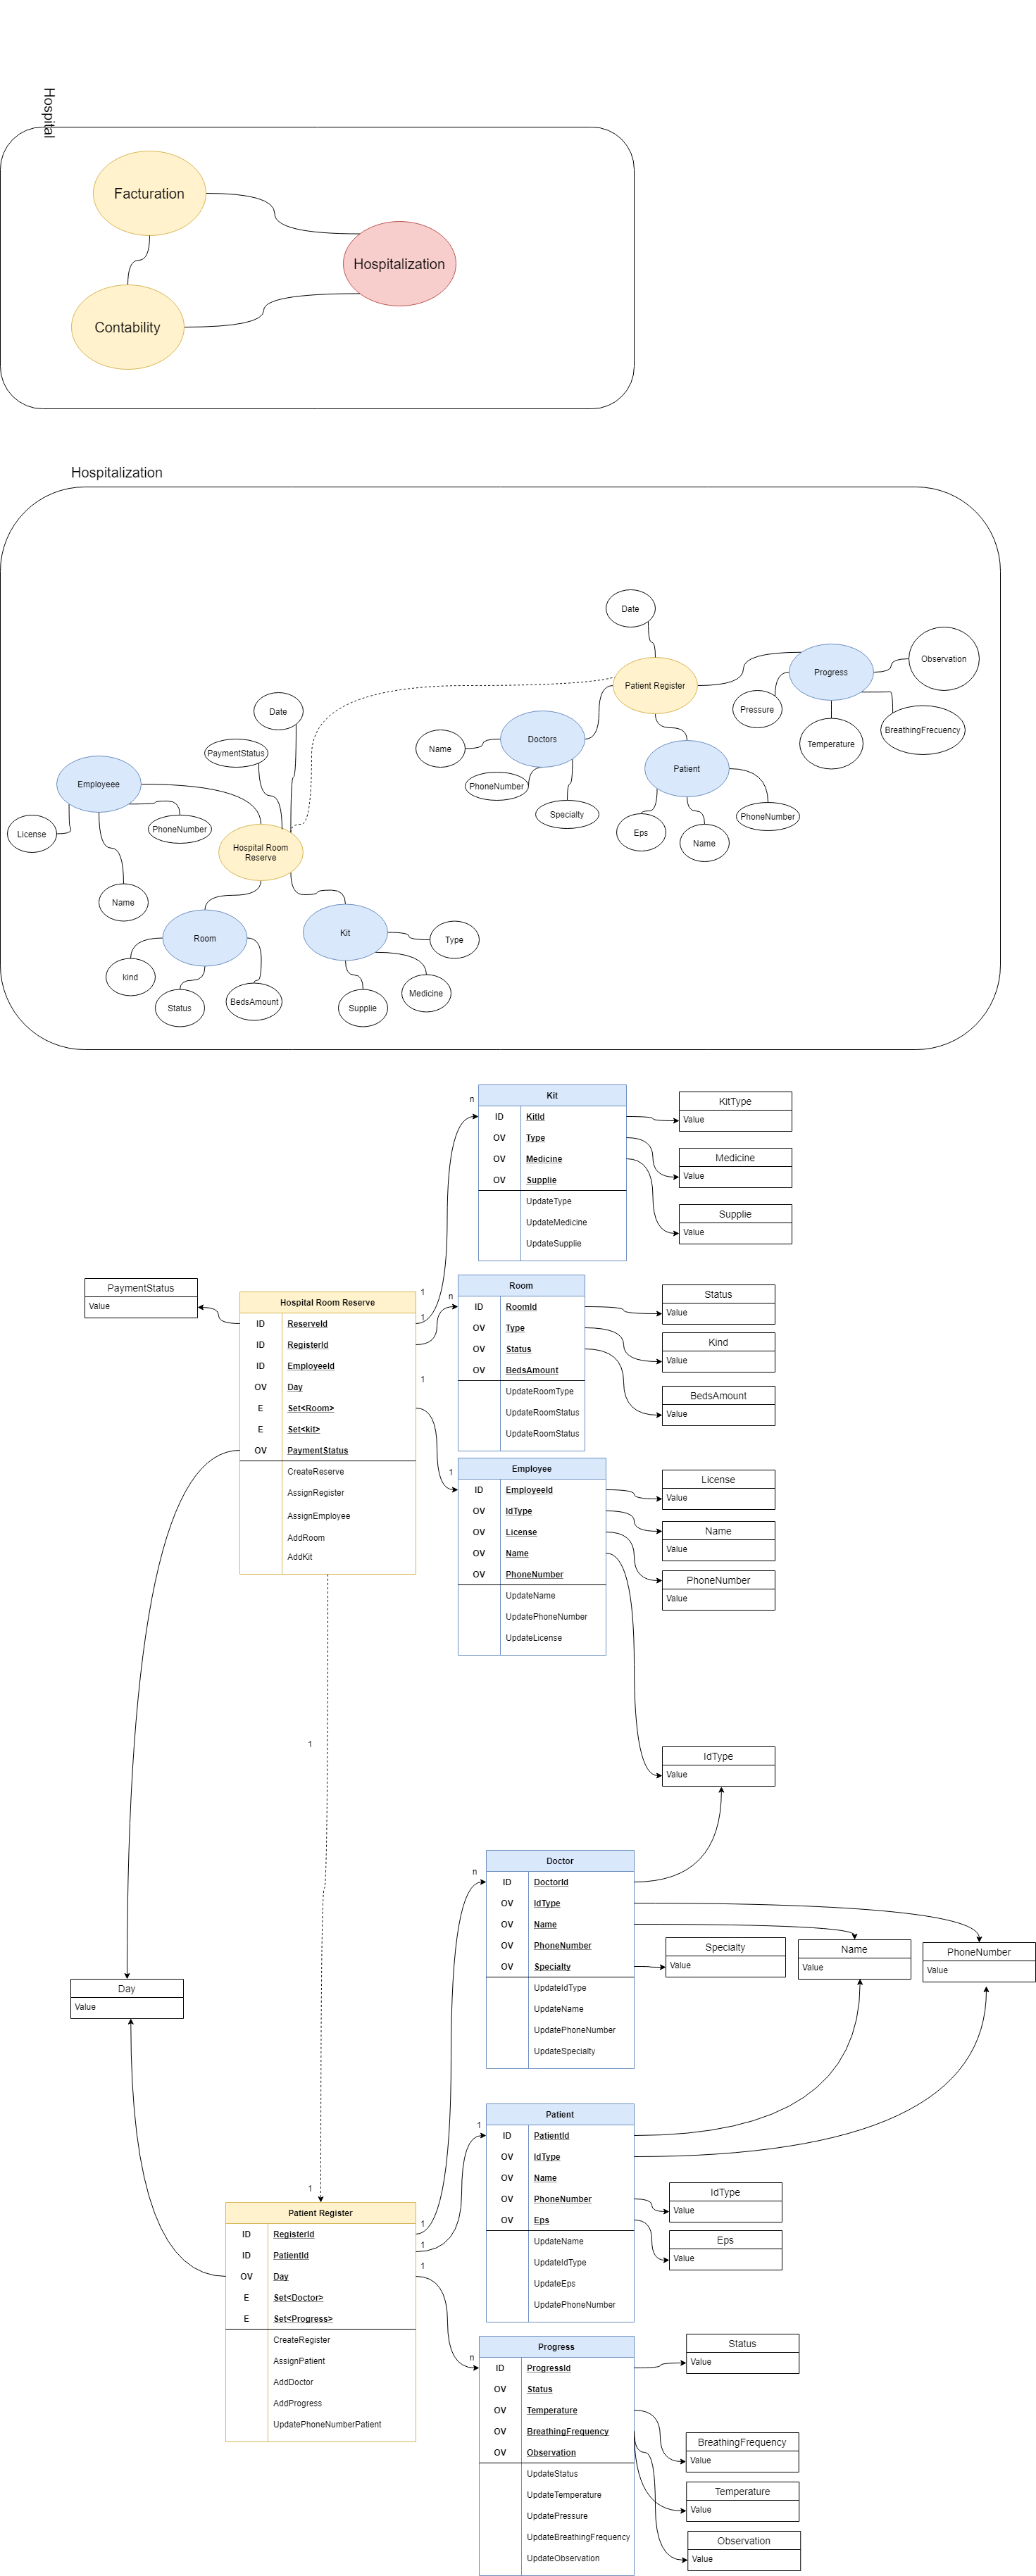 Hospital
Facturation
Hospitalization
Contability
Hospitalization
Date
Observation
Progress
Patient Register
Pressure
Date
BreathingFrecuency
Doctors
Name
Temperature
PaymentStatus
Patient
Employeee
PhoneNumber
Specialty
PhoneNumber
License
PhoneNumber
Eps
Name
Hospital Room
Reserve
Name
Room
Kit
Type
kind
Medicine
Status
BedsAmount
Supplie
n
Kit
ID KitId
OV Type
OV Medicine
OV Supplie
UpdateType
UpdateMedicine
UpdateSupplie
KitType
Value
Medicine
Value
Supplie
Value
PaymentStatus
Value
Hospital Room Reserve
ID ReserveId
ID RegisterId
ID EmployeeId
OV Day
E Set<Room>
E Set<kit>
OV PaymentStatus
CreateReserve
AssignRegister
AssignEmployee
AddRoom
AddKit
1
1
1
n
1
Room
ID RoomId
OV Type
OV Status
OV BedsAmount
UpdateRoomType
UpdateRoomStatus
UpdateRoomStatus
Status
Value
Kind
Value
BedsAmount
Value
Employee
ID EmployeeId
OV IdType
OV License
OV Name
OV PhoneNumber
UpdateName
UpdatePhoneNumber
UpdateLicense
License
Value
Name
Value
PhoneNumber
Value
1
IdType
Value
n
Doctor
ID DoctorId
OV IdType
OV Name
OV PhoneNumber
OV Specialty
UpdateIdType
UpdateName
UpdatePhoneNumber
UpdateSpecialty
Specialty
Value
Name
Value
PhoneNumber
Value
Day
Value
1
Patient
ID PatientId
OV IdType
OV Name
OV PhoneNumber
OV Eps
UpdateName
UpdateIdType
UpdateEps
UpdatePhoneNumber
IdType
Value
Eps
Value
1
Patient Register
ID RegisterId
ID PatientId
OV Day
E Set<Doctor>
E Set<Progress>
CreateRegister
AssignPatient
AddDoctor
AddProgress
UpdatePhoneNumberPatient
1
1
1
n
Progress
ID ProgressId
OV Status
OV Temperature
OV BreathingFrequency
OV Observation
UpdateStatus
UpdateTemperature
UpdatePressure
UpdateBreathingFrequency
UpdateObservation
Status
Value
BreathingFrequency
Value
Temperature
Value
Observation
Value